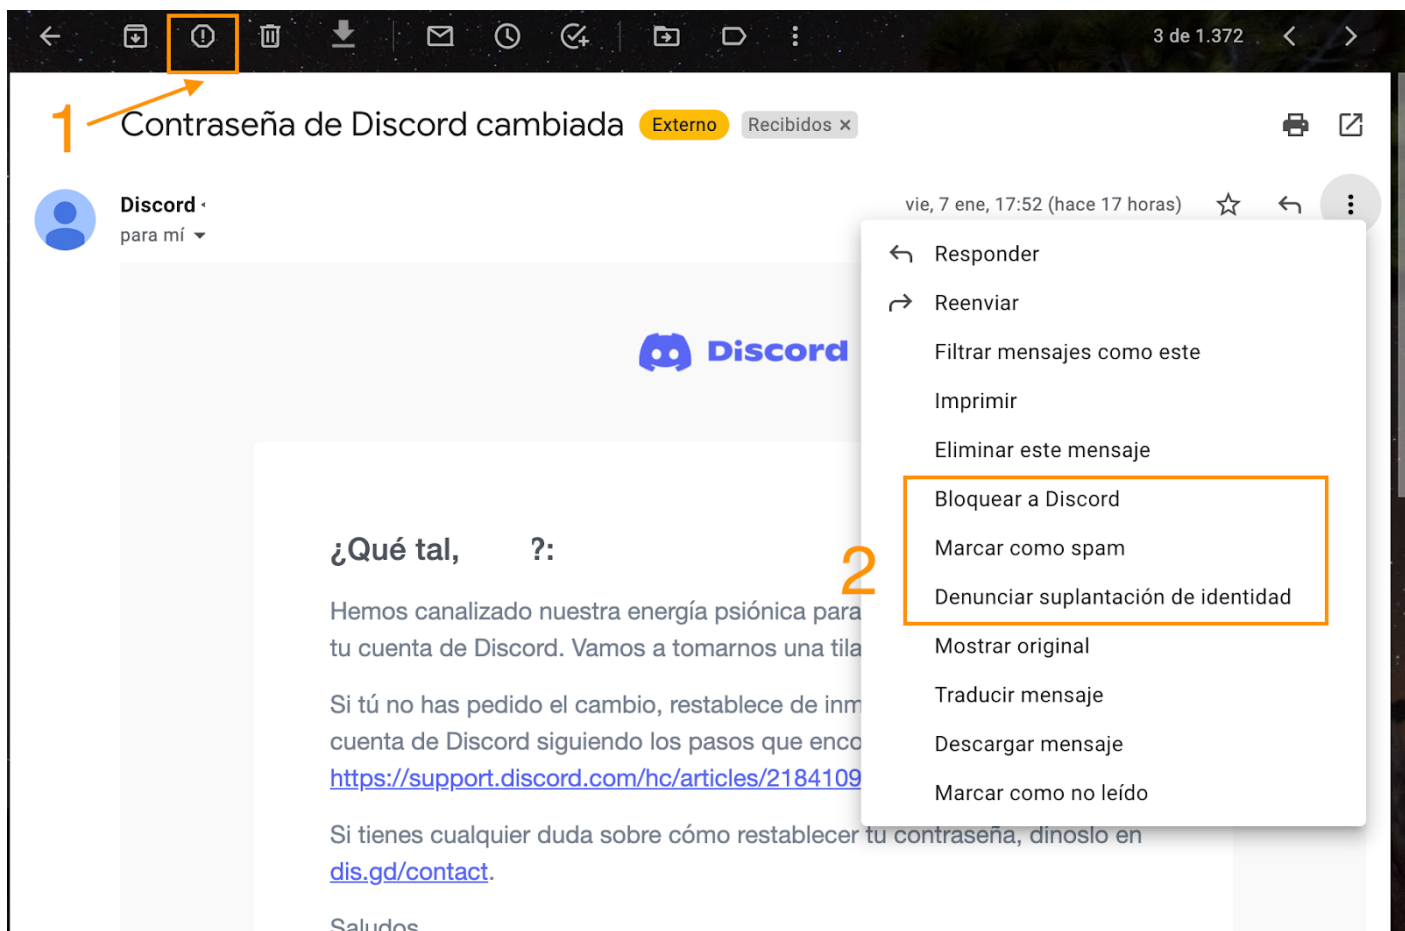 3 de 1.372
1
Contraseña de Discord cambiada Externo Recibidos ×
Discord
vie, 7 ene, 17:52 (hace 17 horas)
para mí
Responder
Reenviar
Filtrar mensajes como este
Imprimir
Eliminar este mensaje
Bloquear a Discord
Marcar como spam
Denunciar suplantación de identidad
Mostrar original
Traducir mensaje
Descargar mensaje
Marcar como no leído
2
Discord
¿Qué tal, ?:
Hemos canalizado nuestra energía psiónica para
tu cuenta de Discord. Vamos a tomarnos una tila
Si tú no has pedido el cambio, restablece de inm
cuenta de Discord siguiendo los pasos que enco
https://support.discord.com/hc/articles/2184109
Si tienes cualquier duda sobre cómo restablecer tu contraseña, dínoslo en
dis.gd/contact.
Saludos